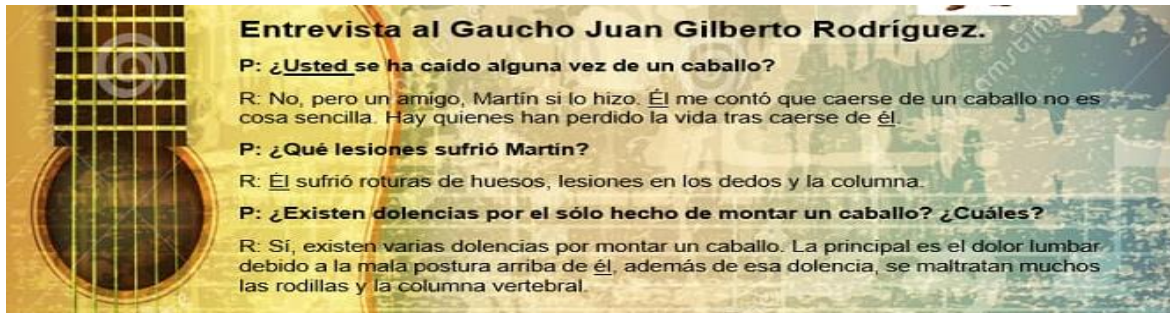 Entrevista al Gaucho Juan Gilberto Rodríguez.
P: ¿Usted se ha caído alguna vez de un caballo?
R: No, pero un amigo, Martín si lo hizo. Él me contó que caerse de un caballo no es
cosa sencilla. Hay quienes han perdido la vida tras caerse de él.
P: ¿Qué lesiones sufrió Martín?
R: Él sufrió roturas de huesos, lesiones en los dedos y la columna.
P: ¿Existen dolencias por el sólo hecho de montar un caballo? ¿Cuáles?
R: Sí, existen varias dolencias por montar un caballo. La principal es el dolor lumbar
debido a la mala postura arriba de él, además de esa dolencia, se maltratan muchos
las rodillas y la columna vertebral.